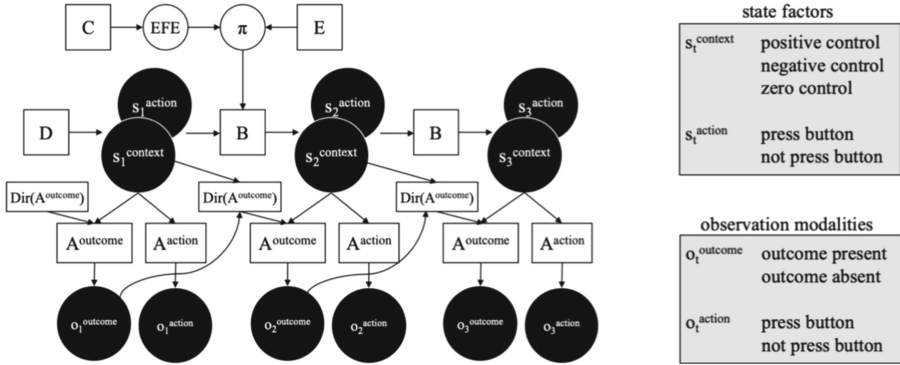 C EFE π E
s₁ᵃᶜᵗⁱᵒⁿ s₂ᵃᶜᵗⁱᵒⁿ s₃ᵃᶜᵗⁱᵒⁿ
D B B
s₁ᶜᵒⁿᵗᵉˣᵗ s₂ᶜᵒⁿᵗᵉˣᵗ s₃ᶜᵒⁿᵗᵉˣᵗ
Dir(Aᵒᵘᵗᶜᵒᵐᵉ) Dir(Aᵒᵘᵗᶜᵒᵐᵉ) Dir(Aᵒᵘᵗᶜᵒᵐᵉ)
Aᵒᵘᵗᶜᵒᵐᵉ Aᵃᶜᵗⁱᵒⁿ Aᵒᵘᵗᶜᵒᵐᵉ Aᵃᶜᵗⁱᵒⁿ Aᵒᵘᵗᶜᵒᵐᵉ Aᵃᶜᵗⁱᵒⁿ
o₁ᵒᵘᵗᶜᵒᵐᵉ o₁ᵃᶜᵗⁱᵒⁿ o₂ᵒᵘᵗᶜᵒᵐᵉ o₂ᵃᶜᵗⁱᵒⁿ o₃ᵒᵘᵗᶜᵒᵐᵉ o₃ᵃᶜᵗⁱᵒⁿ
state factors
sₜᶜᵒⁿᵗᵉˣᵗ positive control
negative control
zero control
sₜᵃᶜᵗⁱᵒⁿ press button
not press button
observation modalities
oₜᵒᵘᵗᶜᵒᵐᵉ outcome present
outcome absent
oₜᵃᶜᵗⁱᵒⁿ press button
not press button